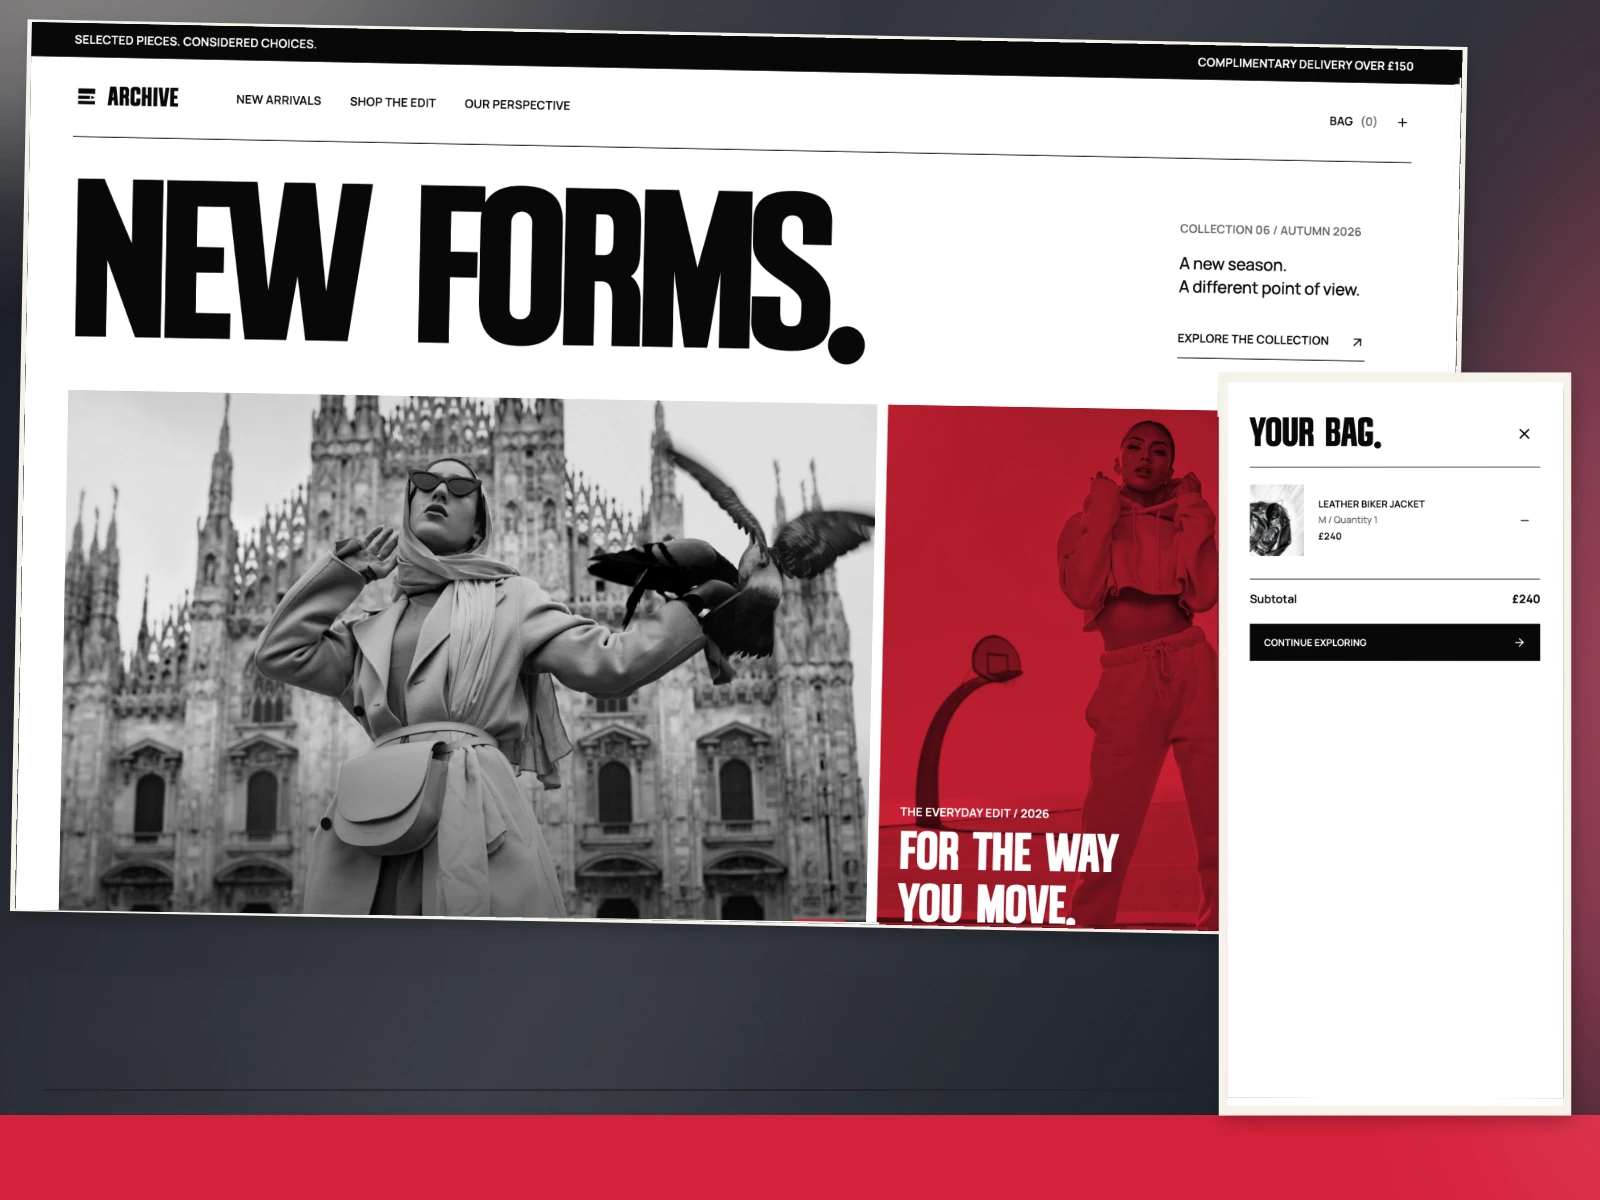 SELECTED PIECES. CONSIDERED CHOICES.
COMPLIMENTARY DELIVERY OVER £150
ARCHIVE
NEW ARRIVALS
SHOP THE EDIT
OUR PERSPECTIVE
BAG (0) +
NEW FORMS.
COLLECTION 06 / AUTUMN 2026
A new season.
A different point of view.
EXPLORE THE COLLECTION
THE EVERYDAY EDIT / 2026
FOR THE WAY
YOU MOVE.
YOUR BAG.
LEATHER BIKER JACKET
M / Quantity 1
£240
Subtotal £240
CONTINUE EXPLORING